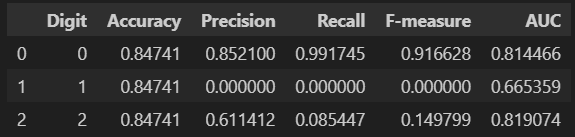 Digit Accuracy Precision Recall F-measure AUC
0 0 0.84741 0.852100 0.991745 0.916628 0.814466
1 1 0.84741 0.000000 0.000000 0.000000 0.665359
2 2 0.84741 0.611412 0.085447 0.149799 0.819074